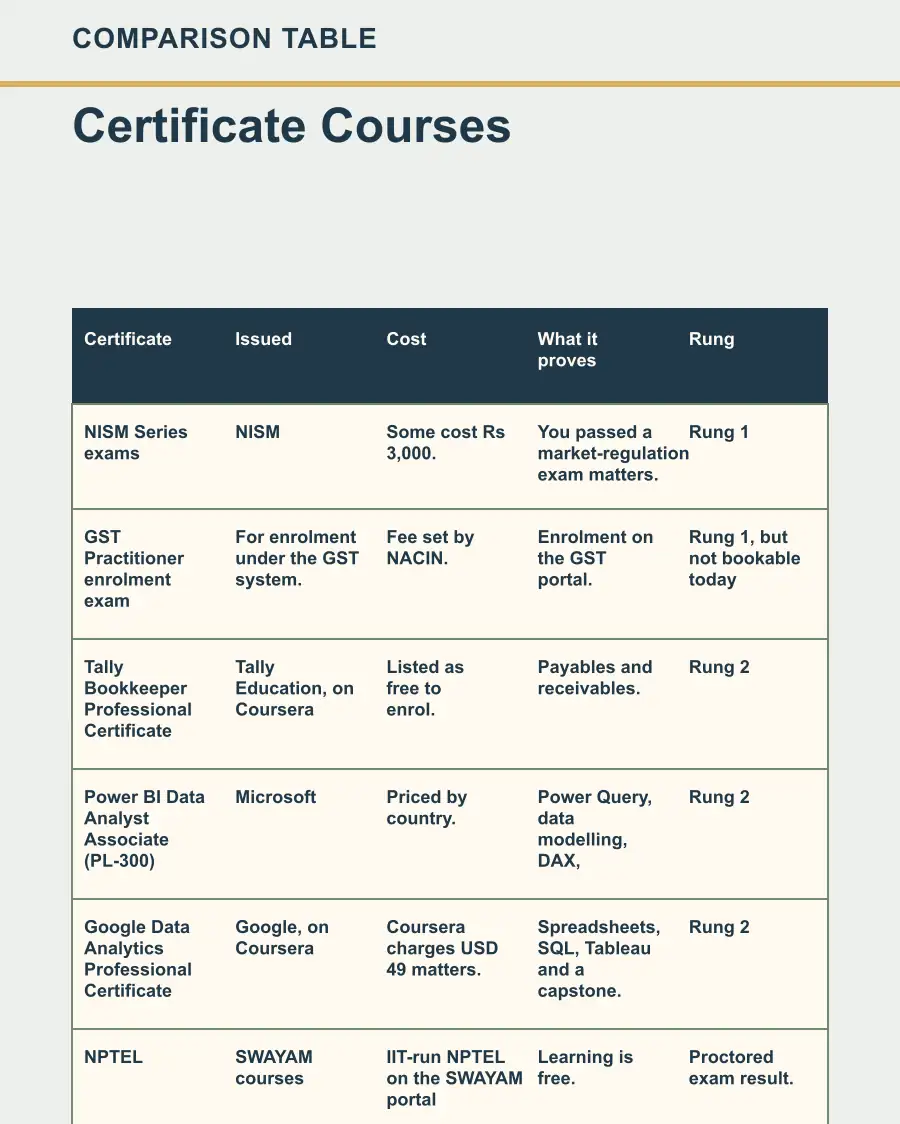 COMPARISON TABLE
Certificate Courses
Certificate
Issued
Cost
What it
proves
Rung
NISM Series
exams
NISM
Some cost Rs
3,000.
You passed a
market-regulation
exam matters.
Rung 1
GST
Practitioner
enrolment
exam
For enrolment
under the GST
system.
Fee set by
NACIN.
Enrolment on
the GST
portal.
Rung 1, but
not bookable
today
Tally
Bookkeeper
Professional
Certificate
Tally
Education, on
Coursera
Listed as
free to
enrol.
Payables and
receivables.
Rung 2
Power BI Data
Analyst
Associate
(PL-300)
Microsoft
Priced by
country.
Power Query,
data
modelling,
DAX,
Rung 2
Google Data
Analytics
Professional
Certificate
Google, on
Coursera
Coursera
charges USD
49 matters.
Spreadsheets,
SQL, Tableau
and a
capstone.
Rung 2
NPTEL
SWAYAM
courses
IIT-run NPTEL
on the SWAYAM
portal
Learning is
free.
Proctored
exam result.